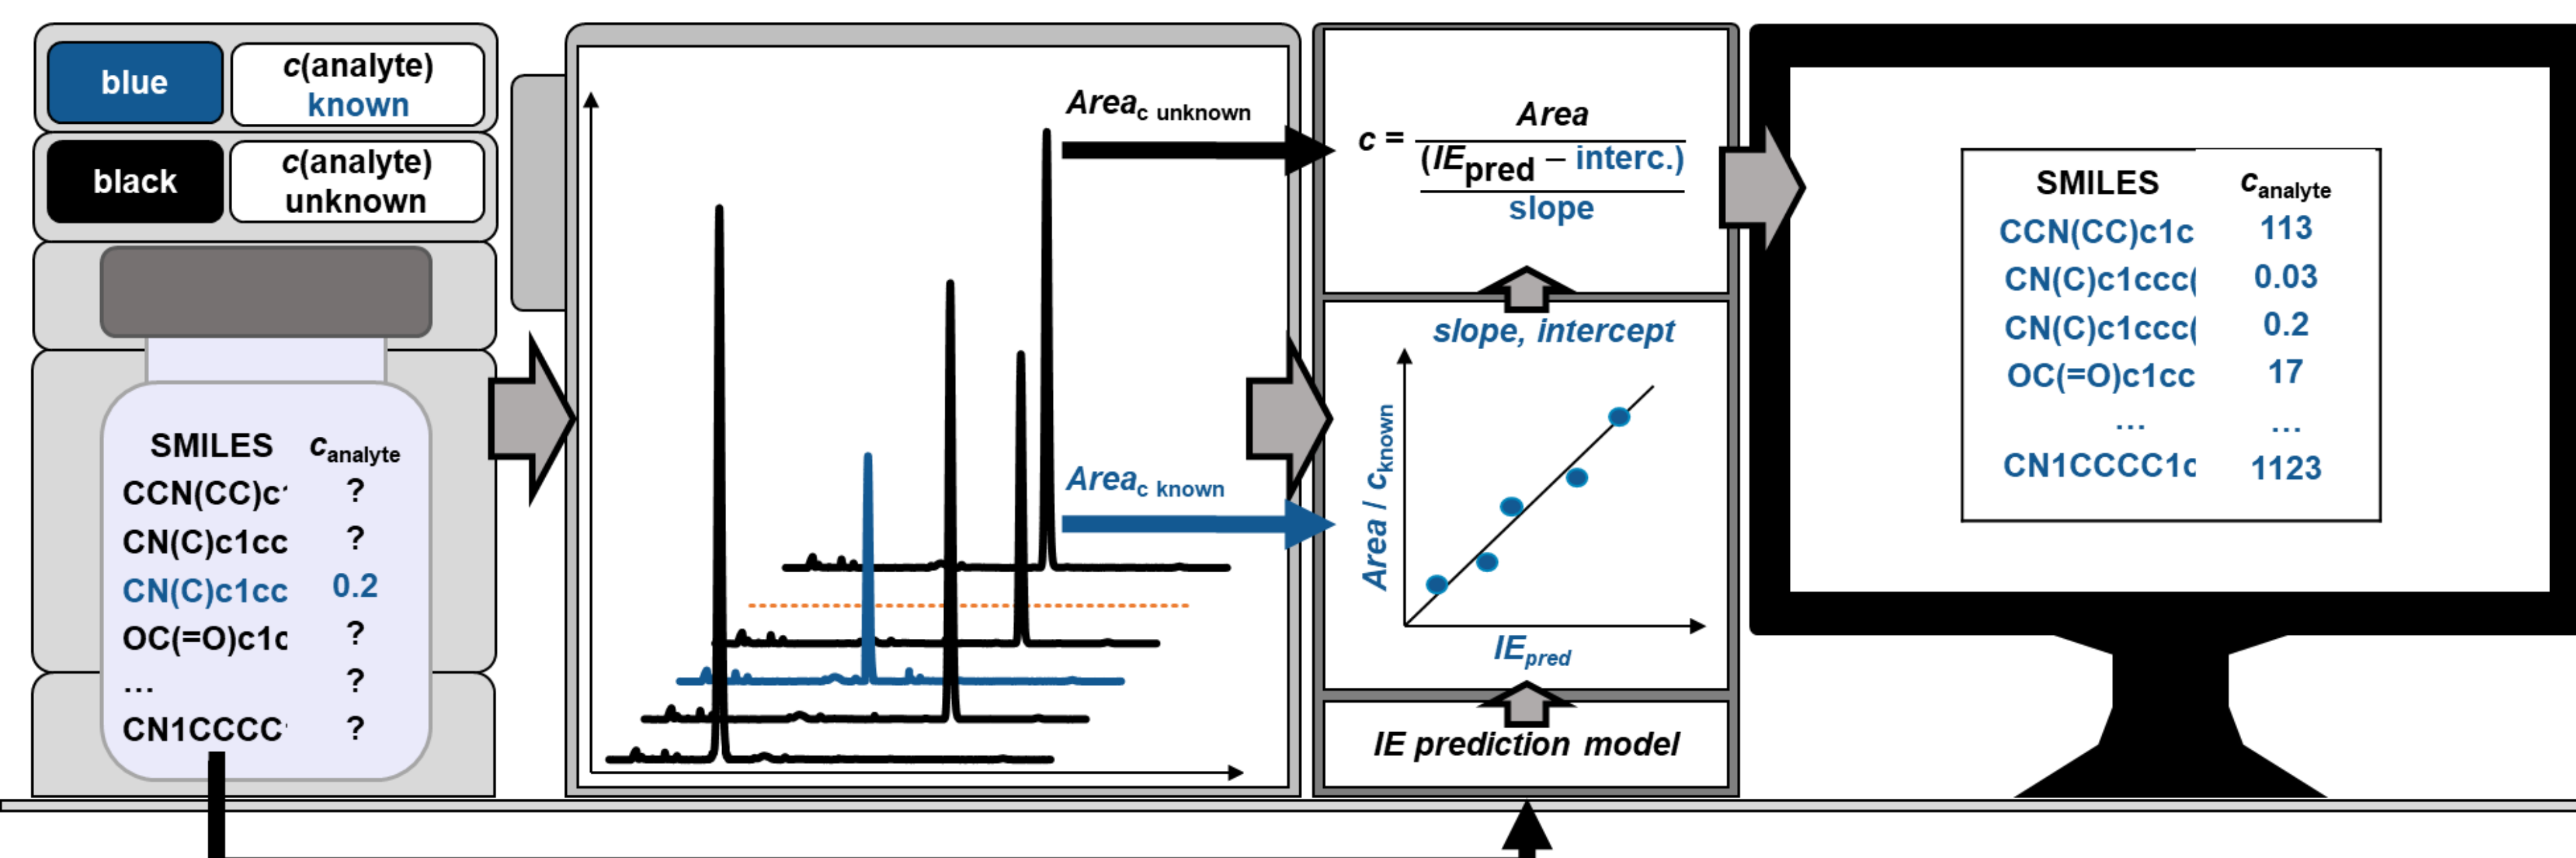 blue
c(analyte)
known
black
c(analyte)
unknown
SMILES canalyte
CCN(CC)c1 ?
CN(C)c1cc ?
CN(C)c1cc 0.2
OC(=O)c1c ?
... ?
CN1CCCC1 ?
Areac unknown
Areac known
c = Area
(IEpred – interc.)
slope
slope, intercept
Area / cknown
IEpred
IE prediction model
SMILES canalyte
CCN(CC)c1c 113
CN(C)c1ccc( 0.03
CN(C)c1ccc( 0.2
OC(=O)c1cc 17
... ...
CN1CCCC1c 1123